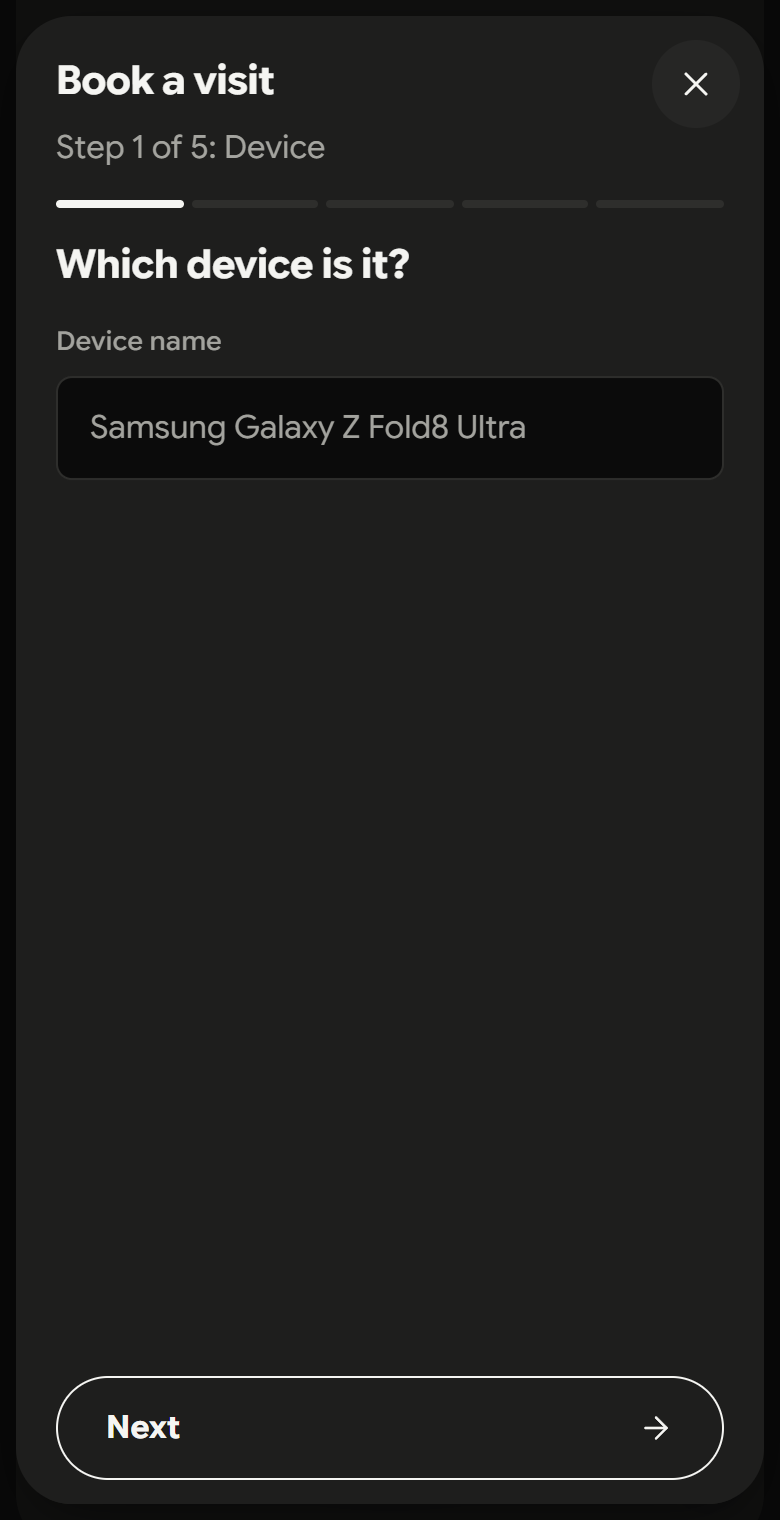 Book a visit
Step 1 of 5: Device
Which device is it?
Device name
Samsung Galaxy Z Fold8 Ultra
Next